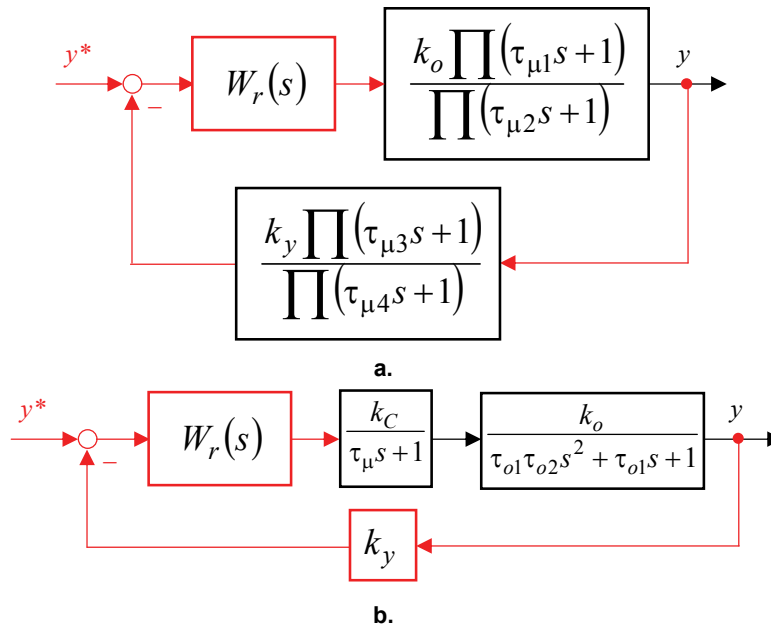 y*
−
W_r(s)
k_o ∏ (τ_μ1 s + 1)
∏ (τ_μ2 s + 1)
y
k_y ∏ (τ_μ3 s + 1)
∏ (τ_μ4 s + 1)
a.
y*
−
W_r(s)
k_C
τ_μ s + 1
k_o
τ_o1 τ_o2 s² + τ_o1 s + 1
y
k_y
b.